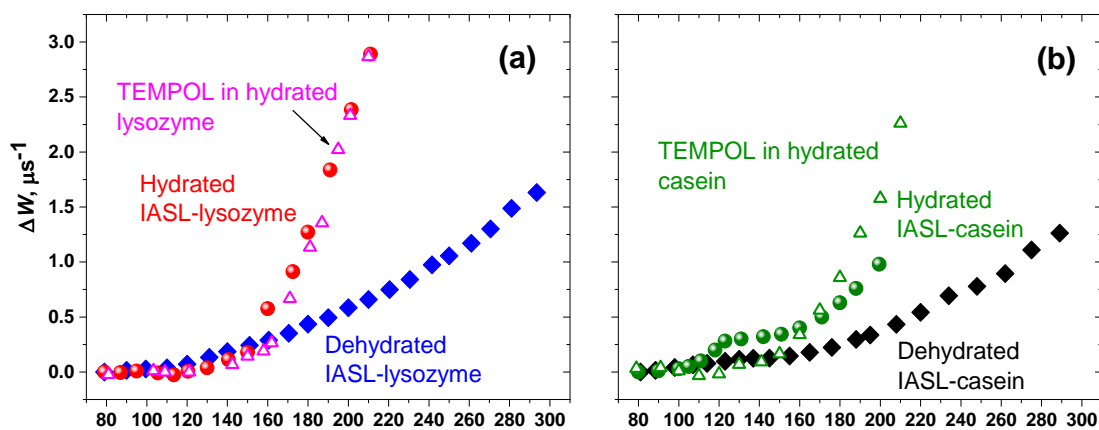 (a)
(b)
3.0
2.5
2.0
1.5
1.0
0.5
0.0
ΔW, µs⁻¹
TEMPOL in hydrated
lysozyme
Hydrated
IASL-lysozyme
Dehydrated
IASL-lysozyme
80 100 120 140 160 180 200 220 240 260 280 300
TEMPOL in hydrated
casein
Hydrated
IASL-casein
Dehydrated
IASL-casein
80 100 120 140 160 180 200 220 240 260 280 300